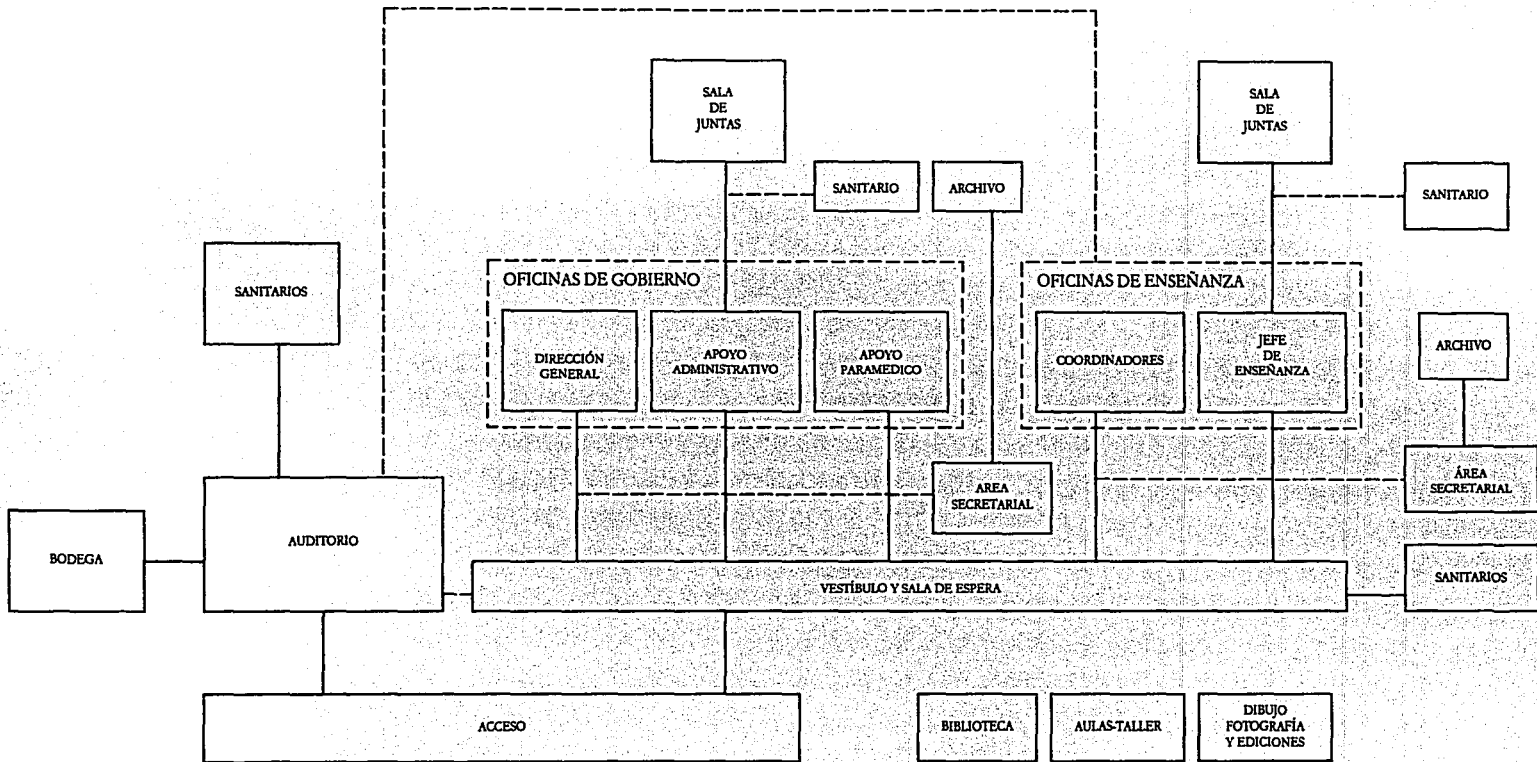 SALA
DE
JUNTAS
SALA
DE
JUNTAS
SANITARIO
ARCHIVO
SANITARIO
SANITARIOS
OFICINAS DE GOBIERNO
OFICINAS DE ENSEÑANZA
DIRECCIÓN
GENERAL
APOYO
ADMINISTRATIVO
APOYO
PARAMEDICO
COORDINADORES
JEFE
DE
ENSEÑANZA
ARCHIVO
AREA
SECRETARIAL
ÁREA
SECRETARIAL
BODEGA
AUDITORIO
VESTÍBULO Y SALA DE ESPERA
SANITARIOS
ACCESO
BIBLIOTECA
AULAS-TALLER
DIBUJO
FOTOGRAFÍA
Y EDICIONES